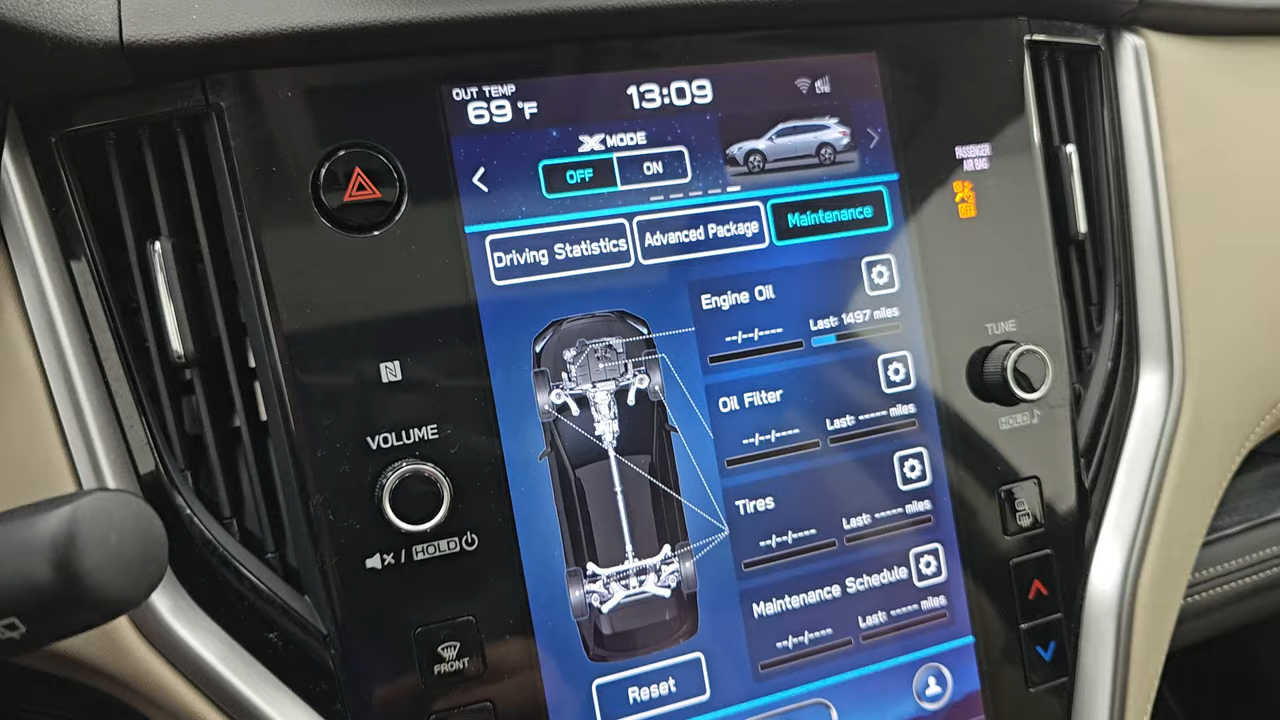 OUT TEMP
69 °F
13:09
X MODE
OFF ON
Driving Statistics
Advanced Package
Maintenance
Engine Oil
--/--/----
Last: 1497 miles
Oil Filter
--/--/----
Last: ----- miles
Tires
--/--/----
Last: ----- miles
Maintenance Schedule
--/--/----
Last: ----- miles
Reset
VOLUME
/ HOLD
FRONT
PASSENGER
AIR BAG
OFF
TUNE
HOLD